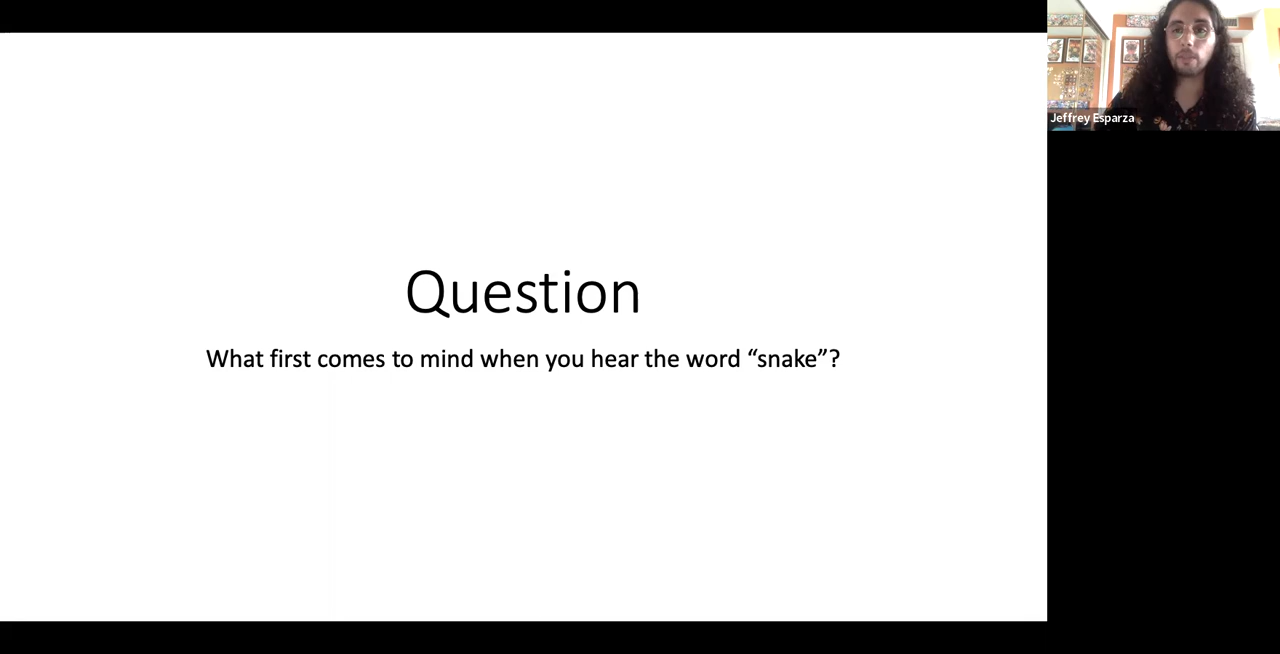 Question
What first comes to mind when you hear the word “snake”?
Jeffrey Esparza